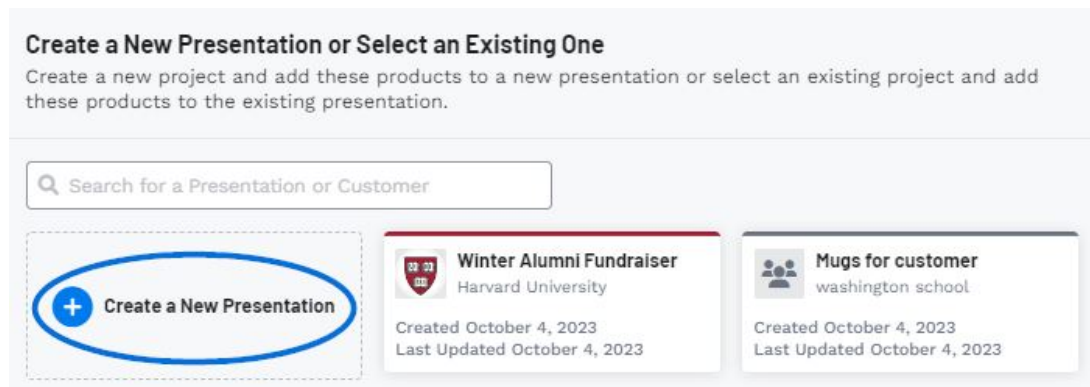 Create a New Presentation or Select an Existing One
Create a new project and add these products to a new presentation or select an existing project and add
these products to the existing presentation.
Search for a Presentation or Customer
Create a New Presentation
Winter Alumni Fundraiser
Harvard University
Created October 4, 2023
Last Updated October 4, 2023
Mugs for customer
washington school
Created October 4, 2023
Last Updated October 4, 2023